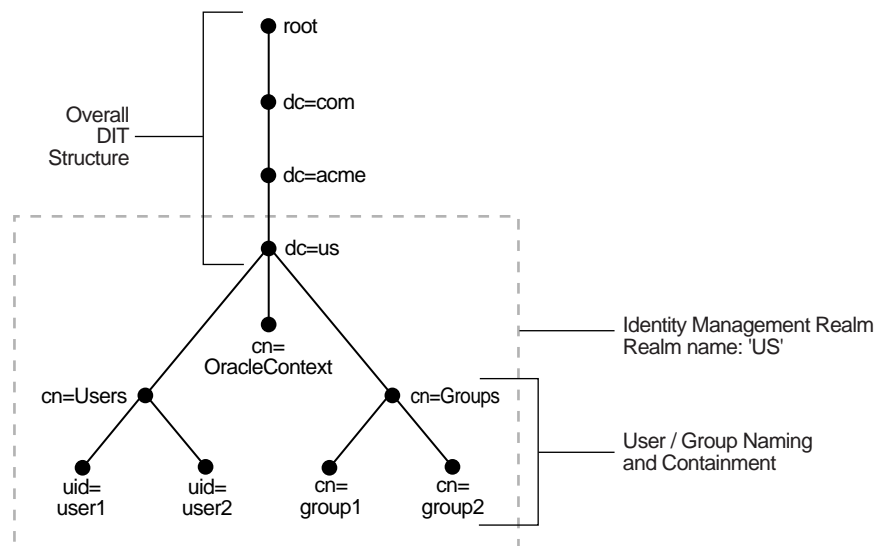 root
dc=com
Overall
DIT
Structure
dc=acme
dc=us
Identity Management Realm
Realm name: 'US'
cn=
OracleContext
cn=Users
cn=Groups
User / Group Naming
and Containment
uid=
user1
uid=
user2
cn=
group1
cn=
group2